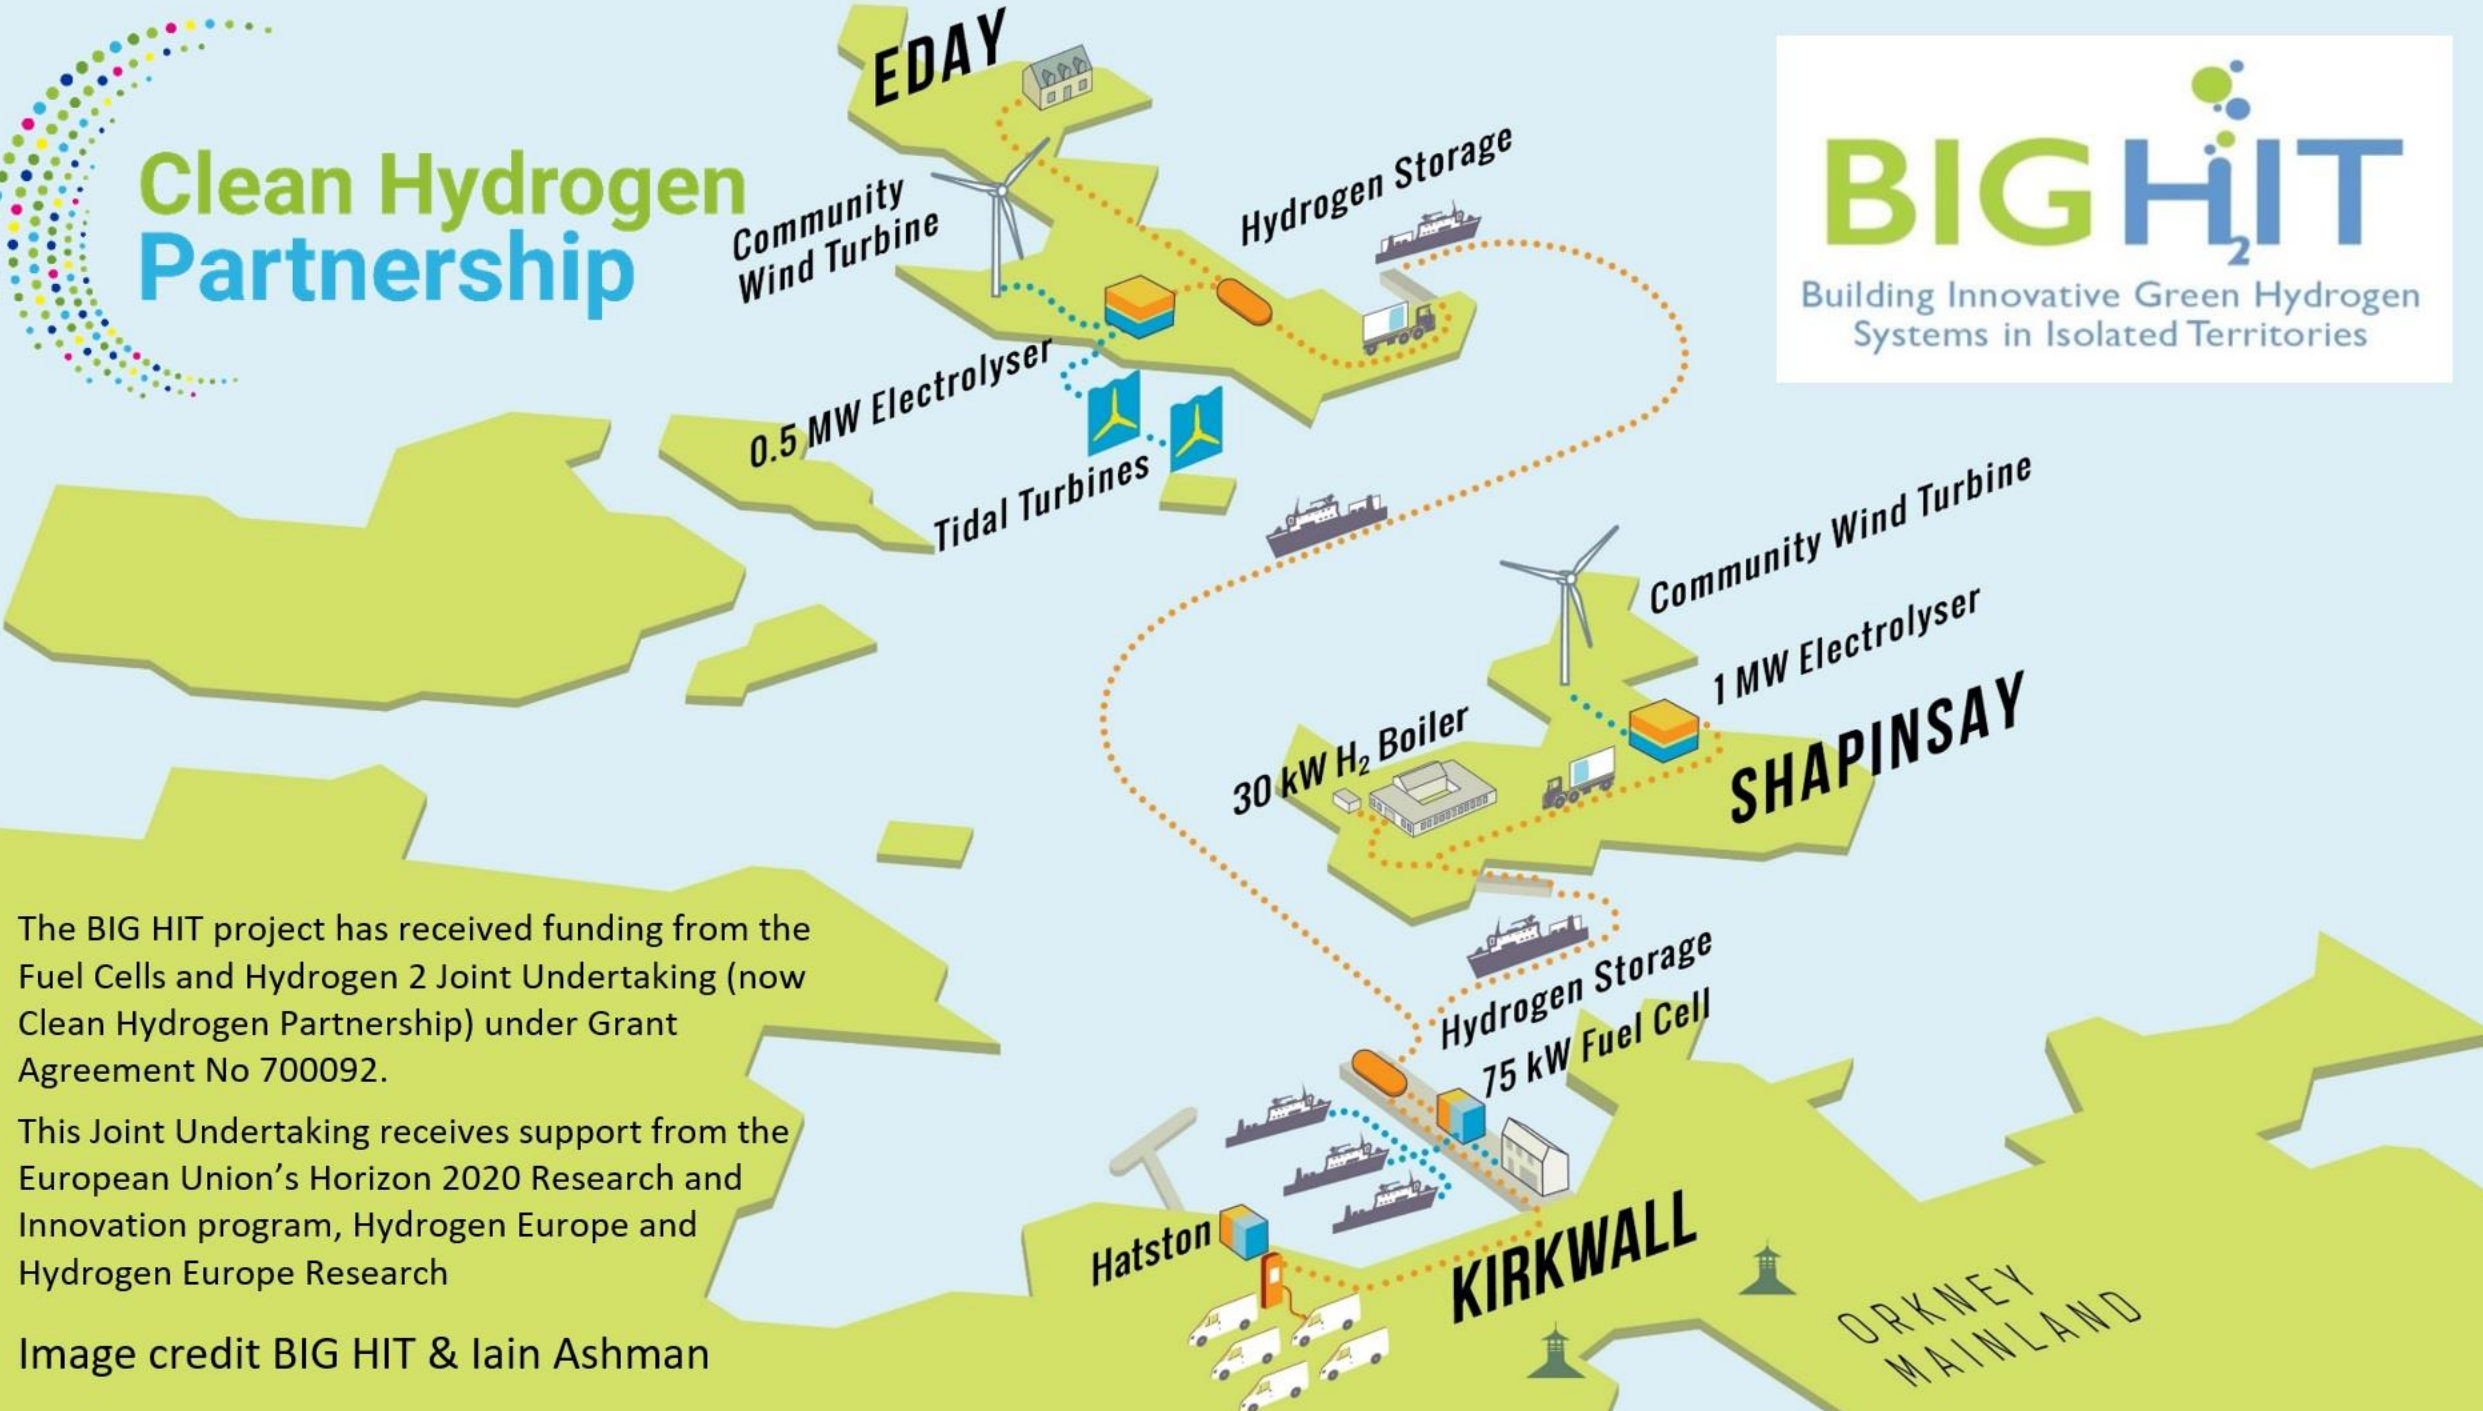 Clean Hydrogen
Partnership
EDAY
Community
Wind Turbine
Hydrogen Storage
0.5 MW Electrolyser
Tidal Turbines
BIGHIT
2
Building Innovative Green Hydrogen
Systems in Isolated Territories
Community Wind Turbine
1 MW Electrolyser
SHAPINSAY
30 kW H₂ Boiler
Hydrogen Storage
75 kW Fuel Cell
Hatston
KIRKWALL
ORKNEY
MAINLAND
The BIG HIT project has received funding from the
Fuel Cells and Hydrogen 2 Joint Undertaking (now
Clean Hydrogen Partnership) under Grant
Agreement No 700092.
This Joint Undertaking receives support from the
European Union’s Horizon 2020 Research and
Innovation program, Hydrogen Europe and
Hydrogen Europe Research
Image credit BIG HIT & Iain Ashman